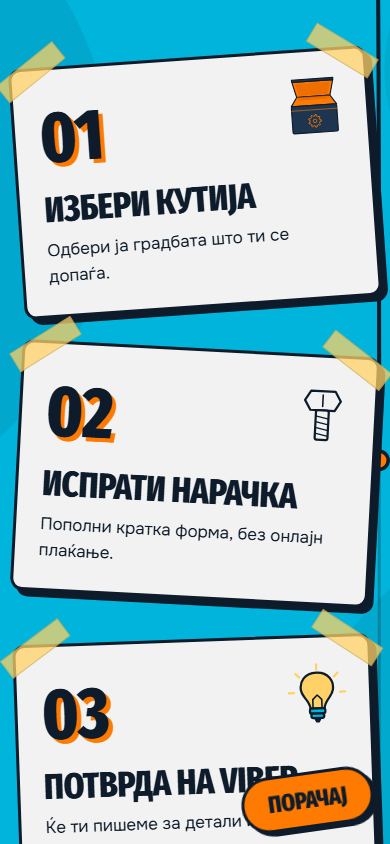 01
ИЗБЕРИ КУТИЈА
Одбери ја градбата што ти се
допаѓа.
02
ИСПРАТИ НАРАЧКА
Пополни кратка форма, без онлајн
плаќање.
03
ПОТВРДА НА VIBER
Ќе ти пишеме за детали
ПОРАЧАЈ